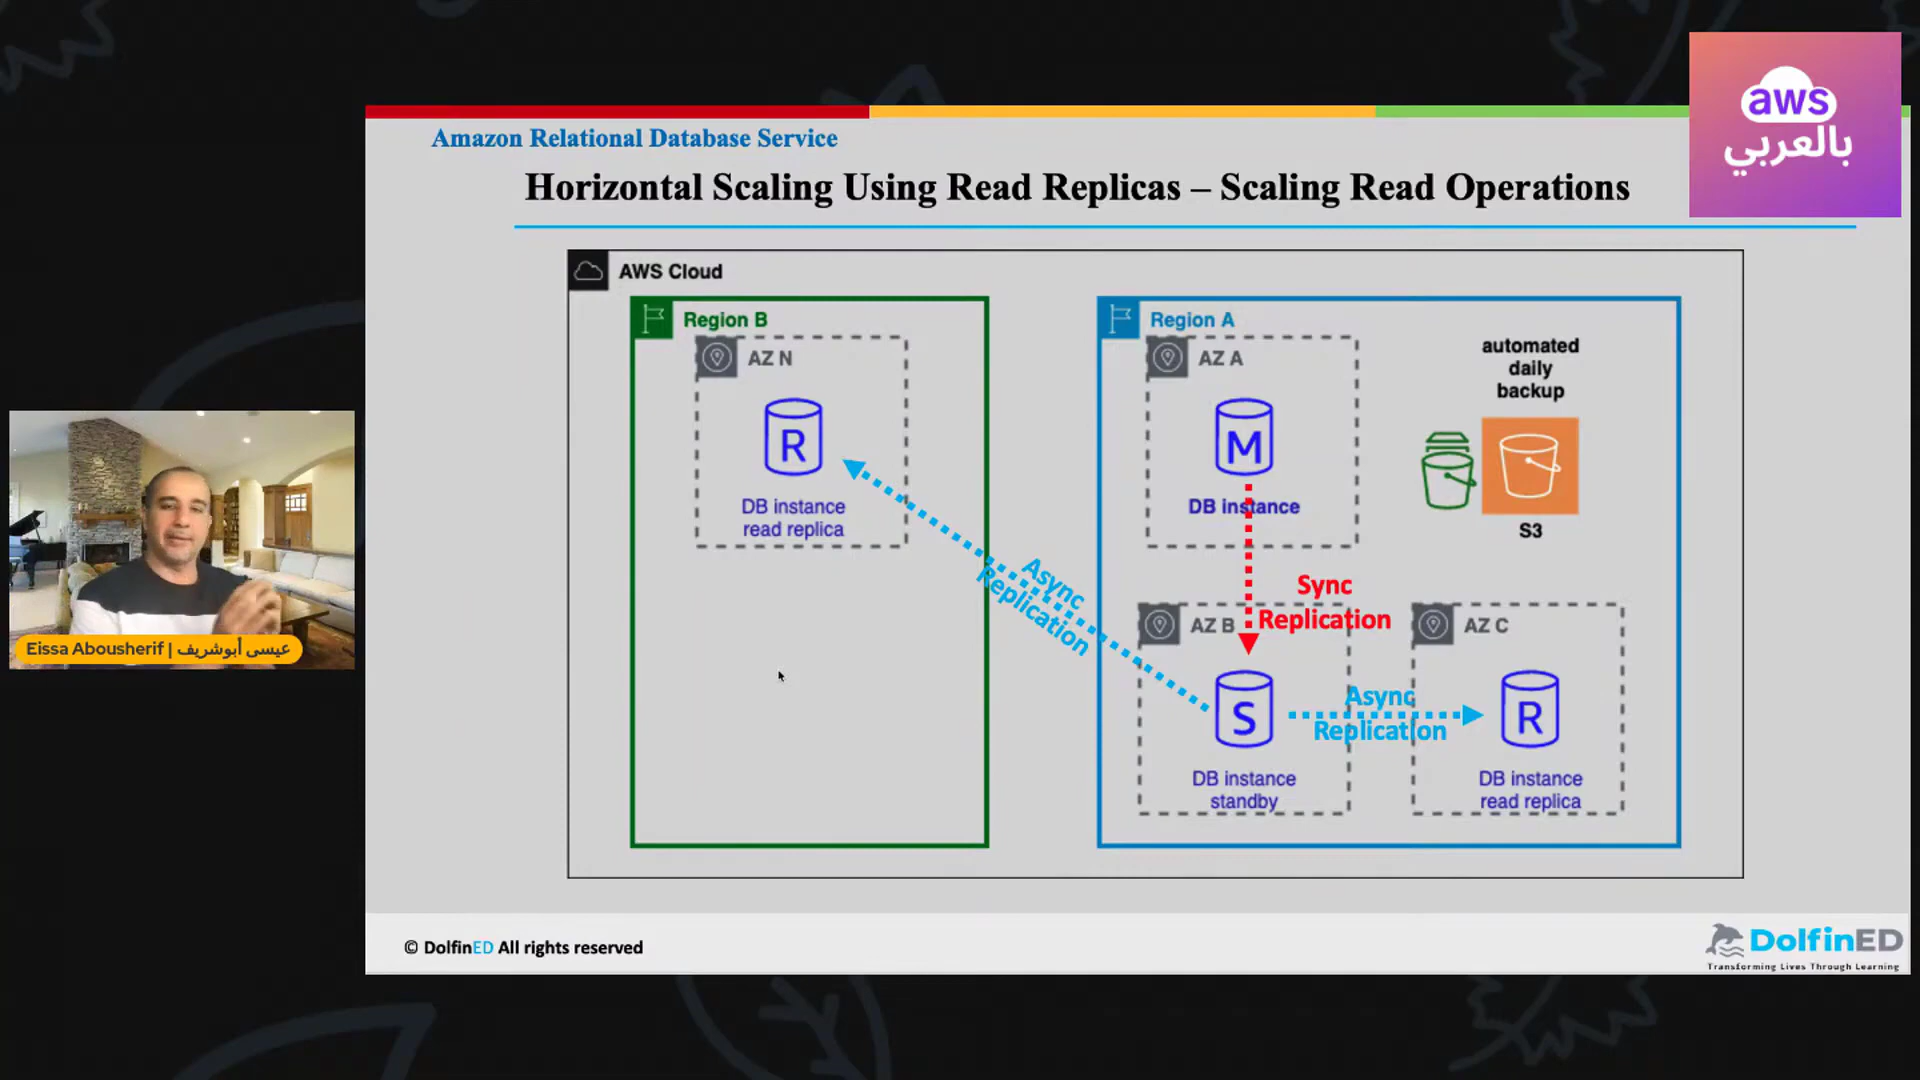 aws
بالعربي
Amazon Relational Database Service
Horizontal Scaling Using Read Replicas – Scaling Read Operations
AWS Cloud
Region B
AZ N
R
DB instance
read replica
Region A
AZ A
M
DB instance
automated
daily
backup
S3
Async
Replication
Sync
Replication
AZ B
S
DB instance
standby
Async
Replication
AZ C
R
DB instance
read replica
Eissa Abousherif | عيسى أبوشريف
© DolfinED All rights reserved
DolfinED
Transforming Lives Through Learning